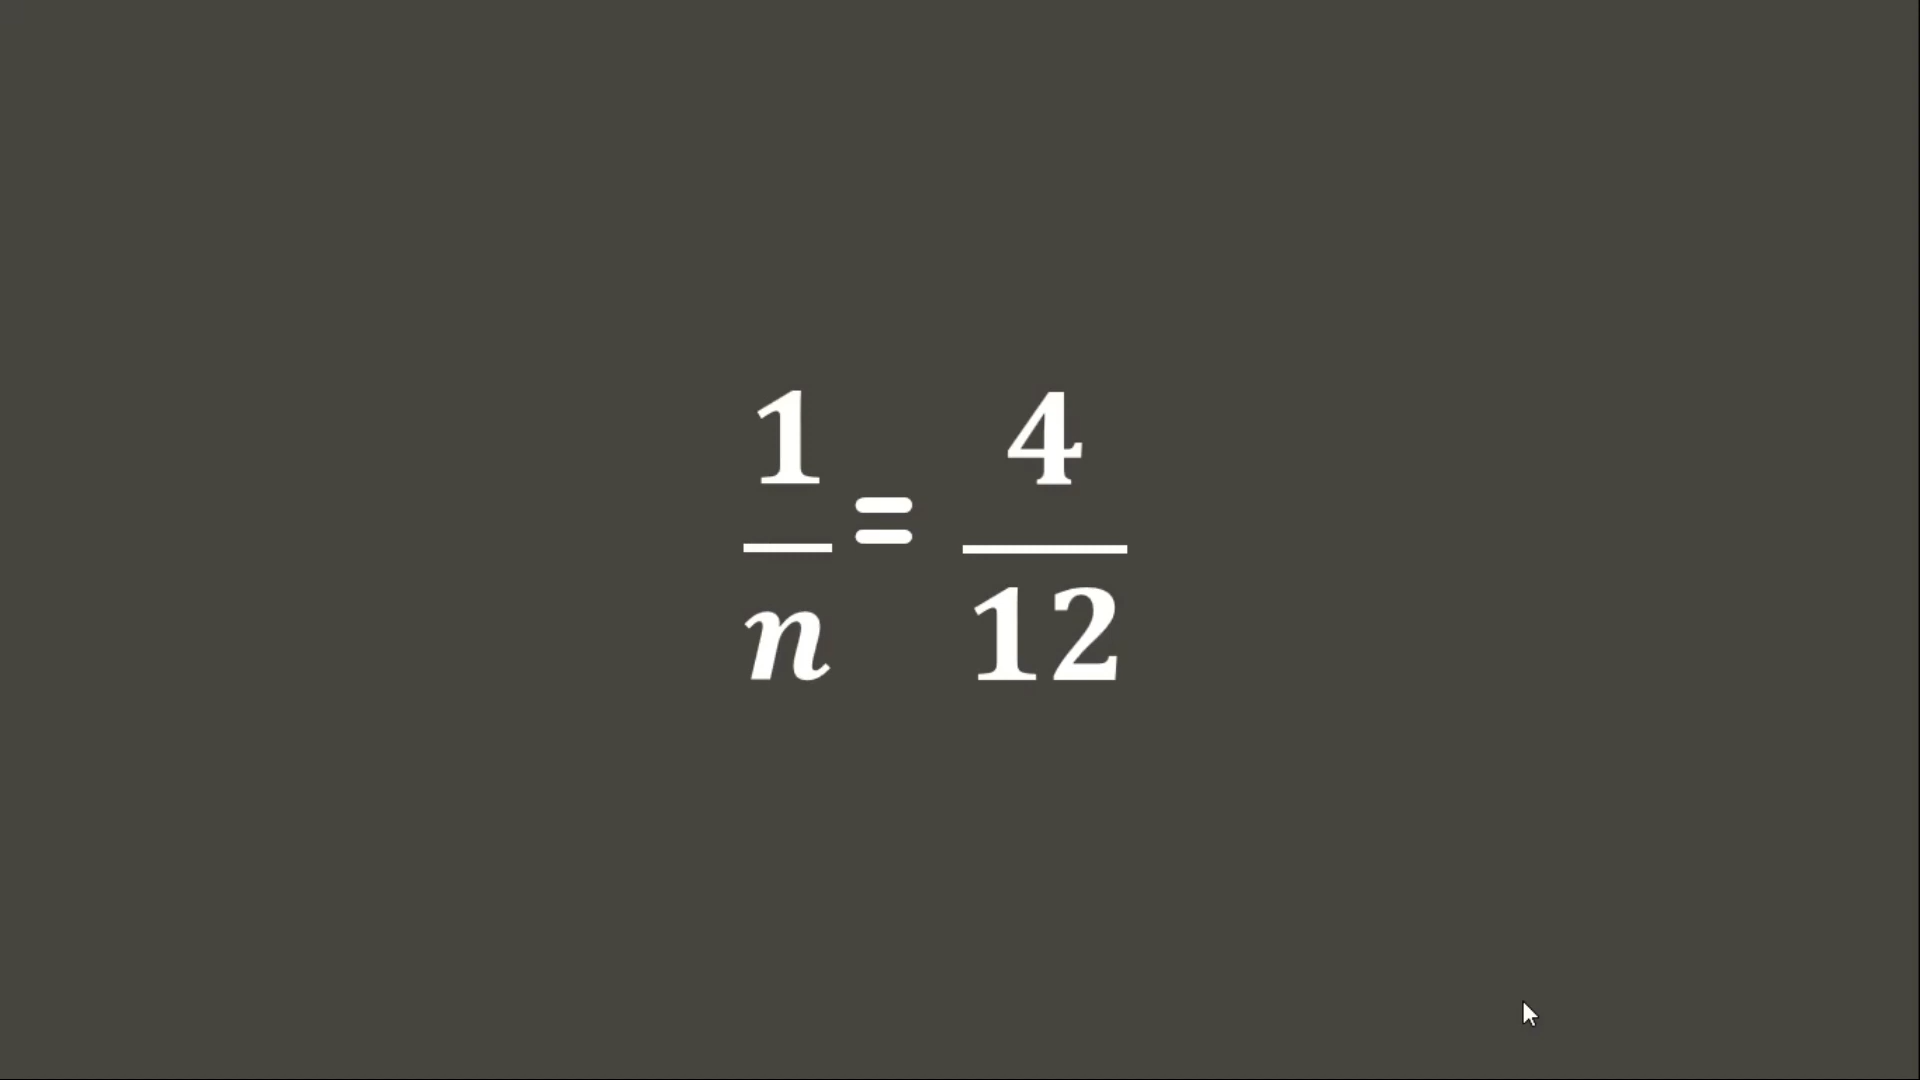 1/n = 4/12